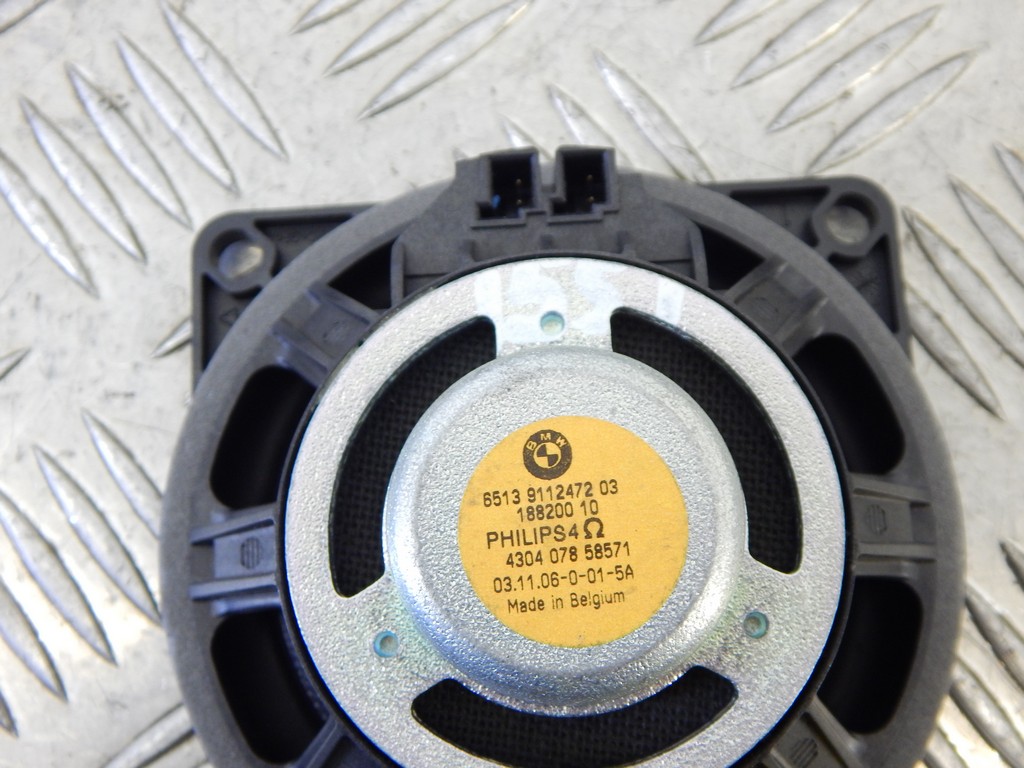 BMW
6513 9112472 03
188200 10
PHILIPS4Ω
4304 078 58571
03.11.06-0-01-5A
Made in Belgium